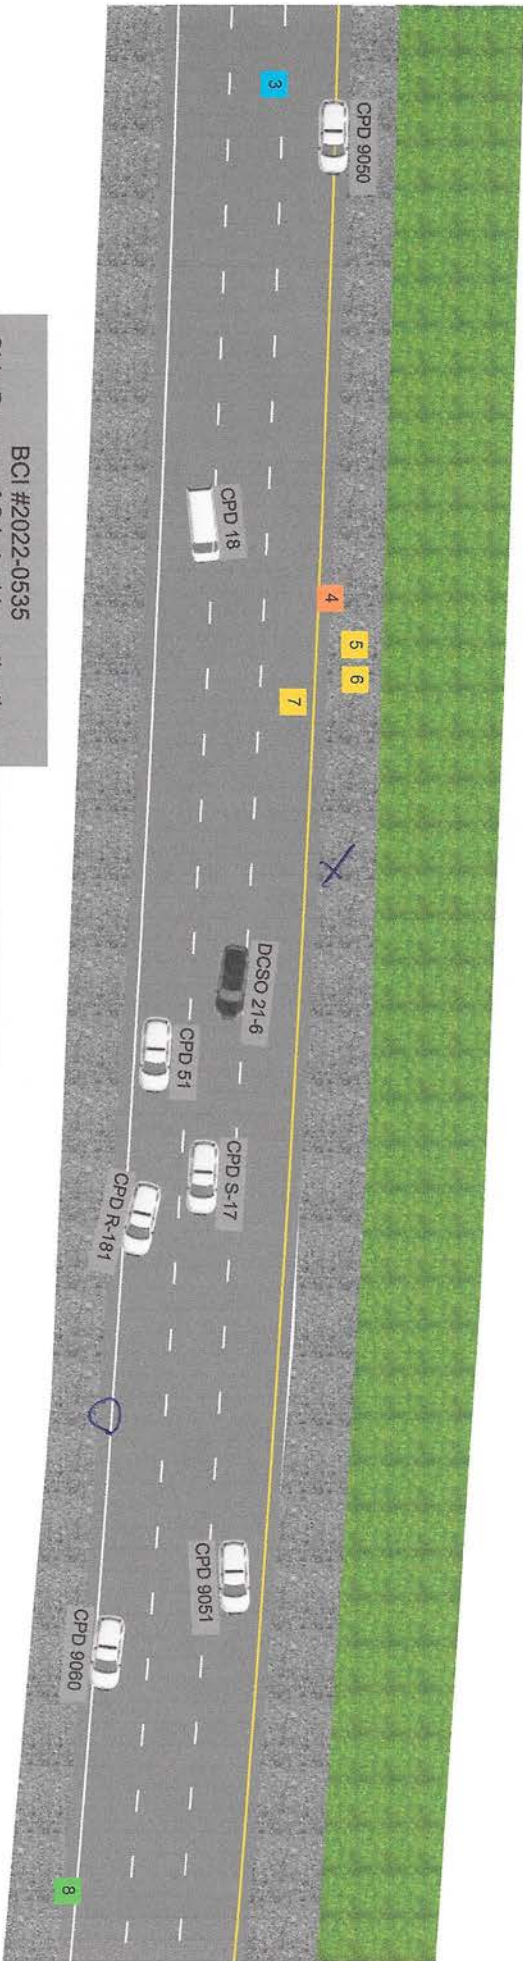 CPD 9050
3
CPD 18
4
5
6
7
X
DCSO 21-6
CPD 51
CPD S-17
CPD R-181
O
CPD 9051
CPD 9060
8
BCI #2022-0535